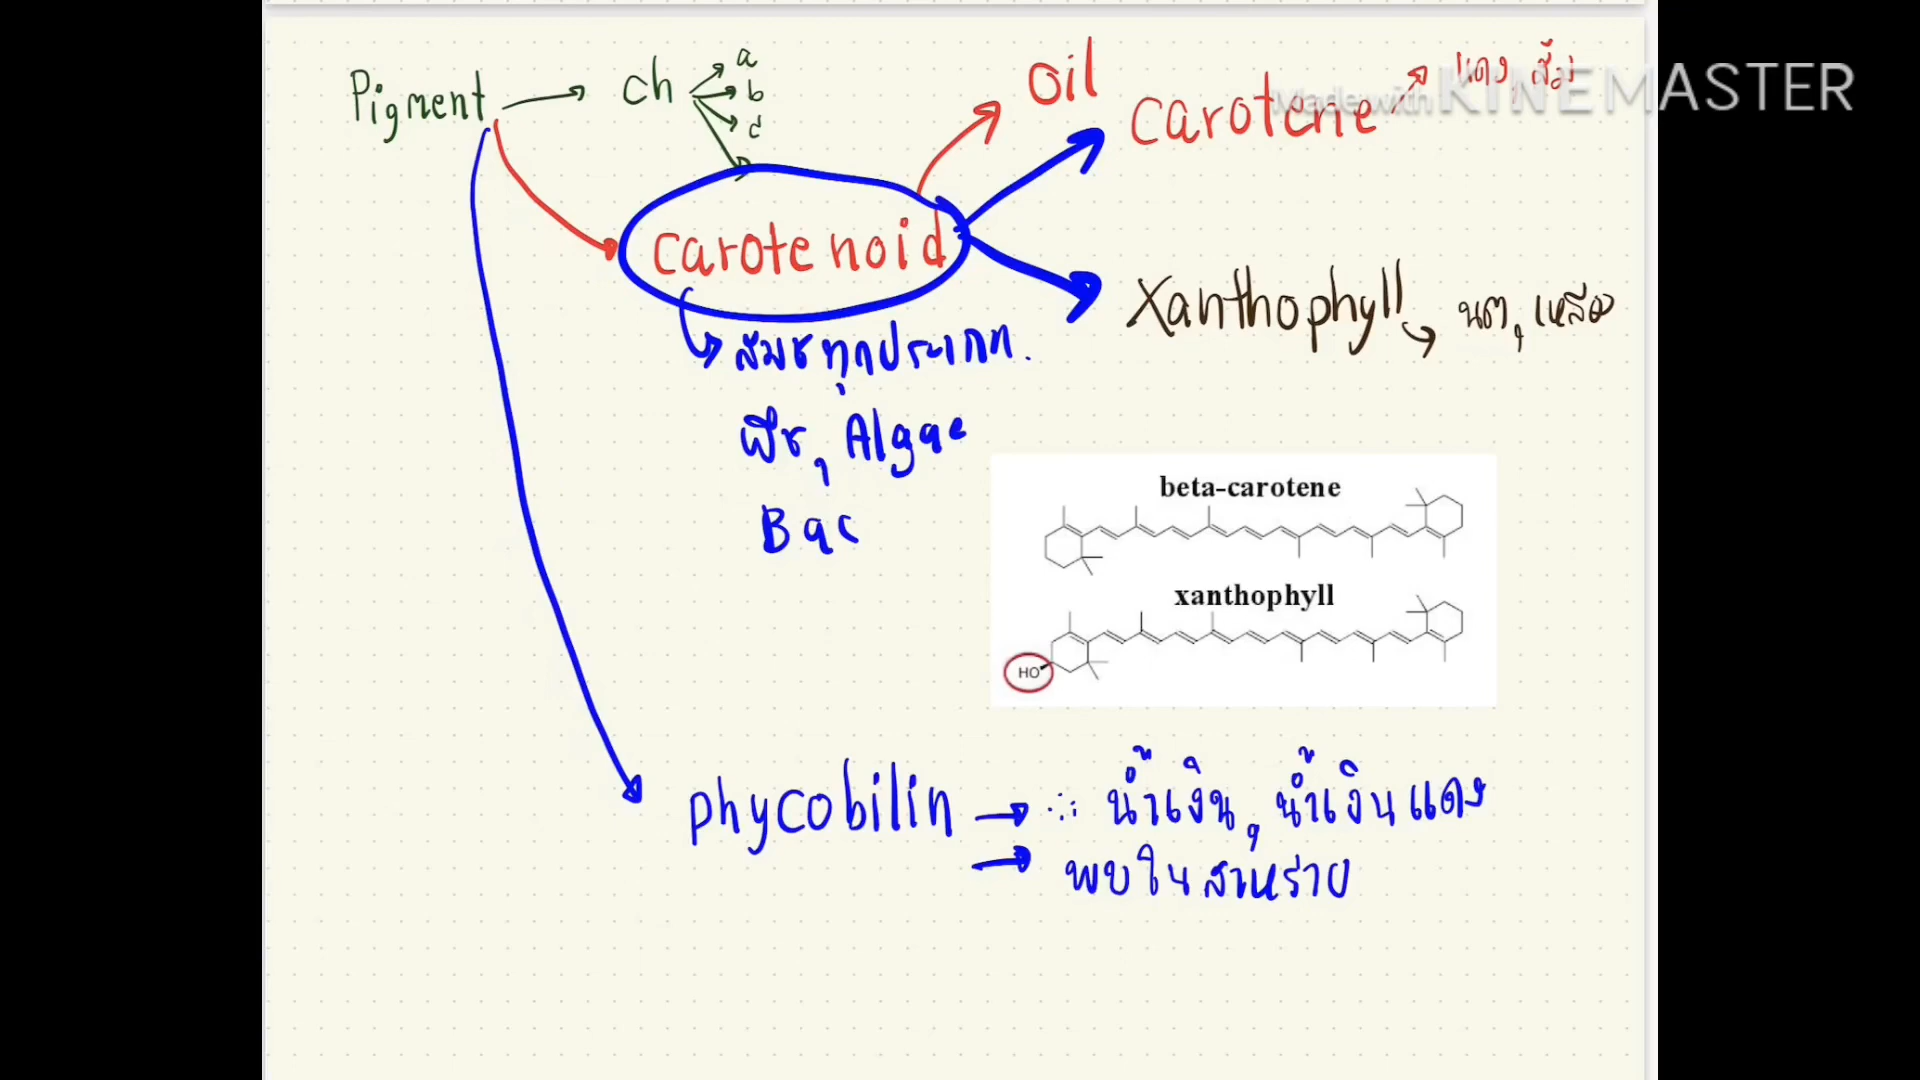 Pigment → ch a
b
c
oil
carotene แดง, ส้ม
Made with KINEMASTER
carotenoid
Xanthophyll นต, เหลือง
สมชทุกประเภท.
พืช, Algae
Bac
beta-carotene
xanthophyll
HO
phycobilin → ∵ น้ำเงิน, น้ำเงินแดง
→ พบในสาหร่าย